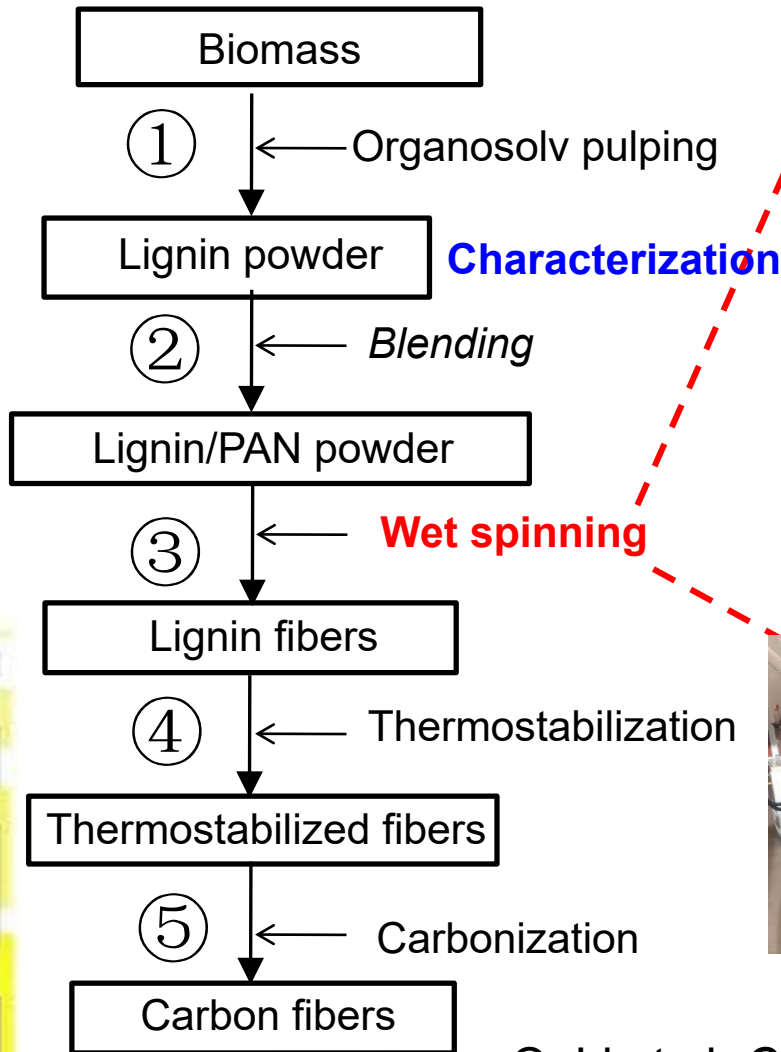 Biomass
①
Organosolv pulping
Lignin powder
Characterization
②
Blending
Lignin/PAN powder
③
Wet spinning
Lignin fibers
④
Thermostabilization
Thermostabilized fibers
⑤
Carbonization
Carbon fibers